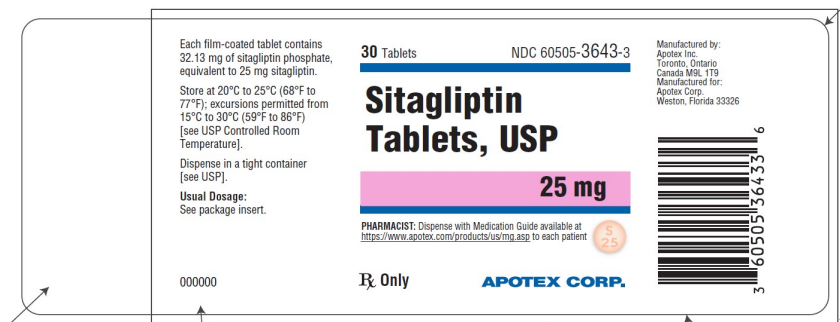 Each film-coated tablet contains
32.13 mg of sitagliptin phosphate,
equivalent to 25 mg sitagliptin.
Store at 20°C to 25°C (68°F to
77°F); excursions permitted from
15°C to 30°C (59°F to 86°F)
[see USP Controlled Room
Temperature].
Dispense in a tight container
[see USP].
Usual Dosage:
See package insert.
000000
30 Tablets
NDC 60505-3643-3
Sitagliptin
Tablets, USP
25 mg
PHARMACIST: Dispense with Medication Guide available at
https://www.apotex.com/products/us/mg.asp to each patient
S
25
Rx Only
APOTEX CORP.
Manufactured by:
Apotex Inc.
Toronto, Ontario
Canada M9L 1T9
Manufactured for:
Apotex Corp.
Weston, Florida 33326
3 60505 36433 6